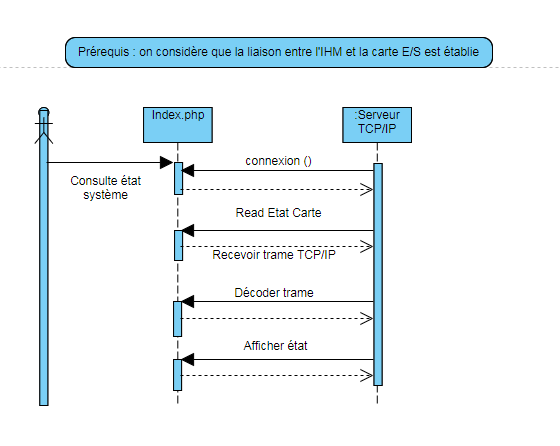 Prérequis : on considère que la liaison entre l'IHM et la carte E/S est établie
Index.php
:Serveur
TCP/IP
connexion ()
Consulte état
système
Read Etat Carte
Recevoir trame TCP/IP
Décoder trame
Afficher état